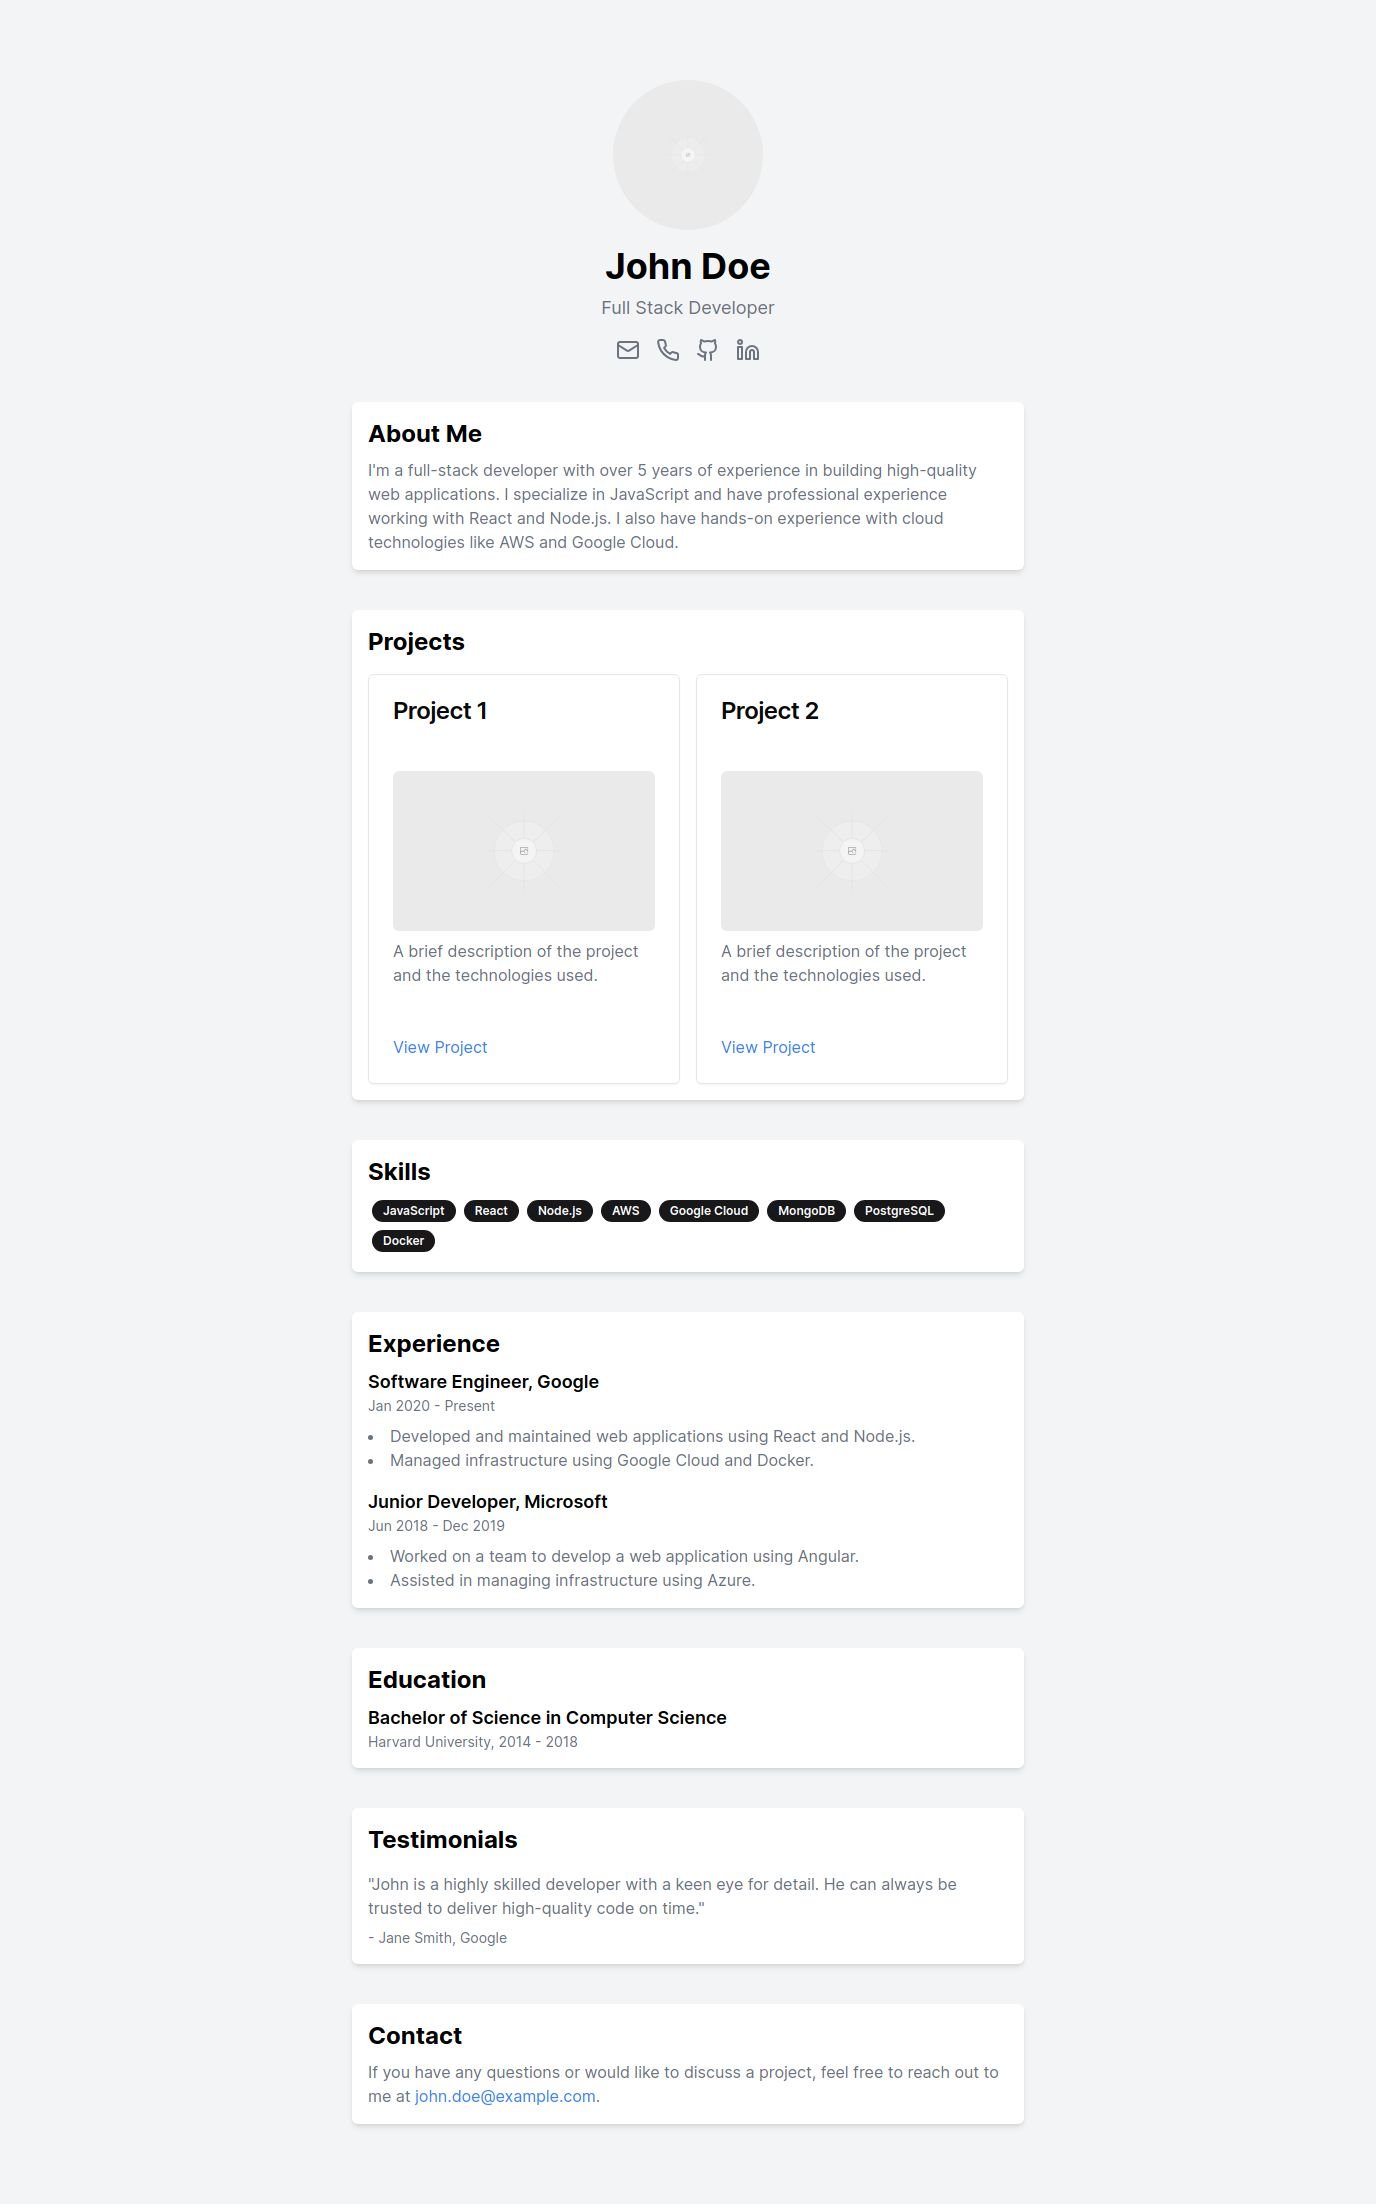 John Doe
Full Stack Developer
About Me
I'm a full-stack developer with over 5 years of experience in building high-quality
web applications. I specialize in JavaScript and have professional experience
working with React and Node.js. I also have hands-on experience with cloud
technologies like AWS and Google Cloud.
Projects
Project 1
A brief description of the project
and the technologies used.
View Project
Project 2
A brief description of the project
and the technologies used.
View Project
Skills
JavaScript React Node.js AWS Google Cloud MongoDB PostgreSQL
Docker
Experience
Software Engineer, Google
Jan 2020 - Present
• Developed and maintained web applications using React and Node.js.
• Managed infrastructure using Google Cloud and Docker.
Junior Developer, Microsoft
Jun 2018 - Dec 2019
• Worked on a team to develop a web application using Angular.
• Assisted in managing infrastructure using Azure.
Education
Bachelor of Science in Computer Science
Harvard University, 2014 - 2018
Testimonials
"John is a highly skilled developer with a keen eye for detail. He can always be
trusted to deliver high-quality code on time."
- Jane Smith, Google
Contact
If you have any questions or would like to discuss a project, feel free to reach out to
me at john.doe@example.com.